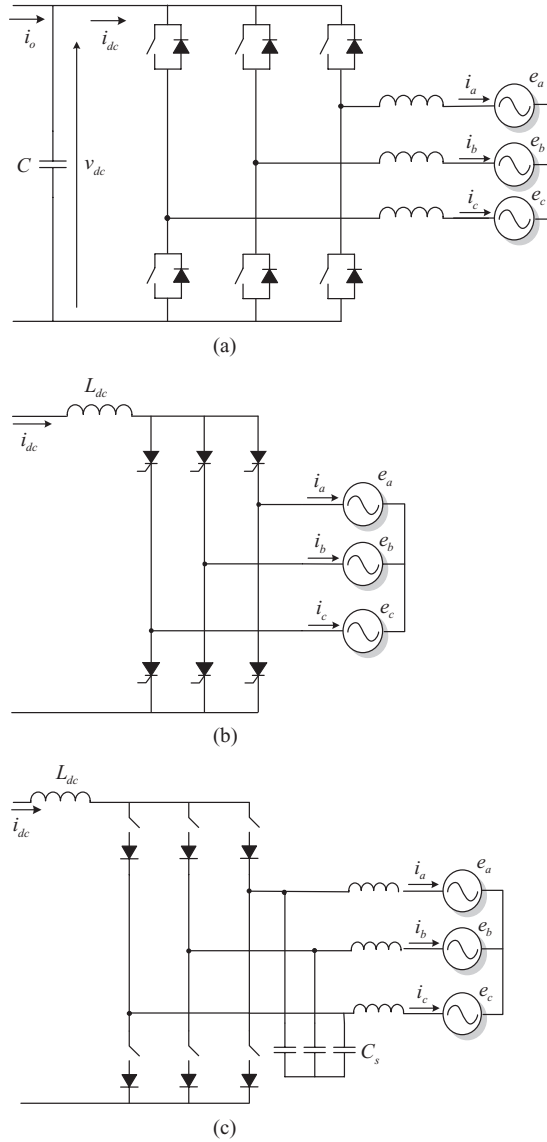 i_o
i_dc
C
v_dc
i_a
e_a
i_b
e_b
i_c
e_c
(a)
L_dc
i_dc
i_a
e_a
i_b
e_b
i_c
e_c
(b)
L_dc
i_dc
i_a
e_a
i_b
e_b
i_c
e_c
C_s
(c)